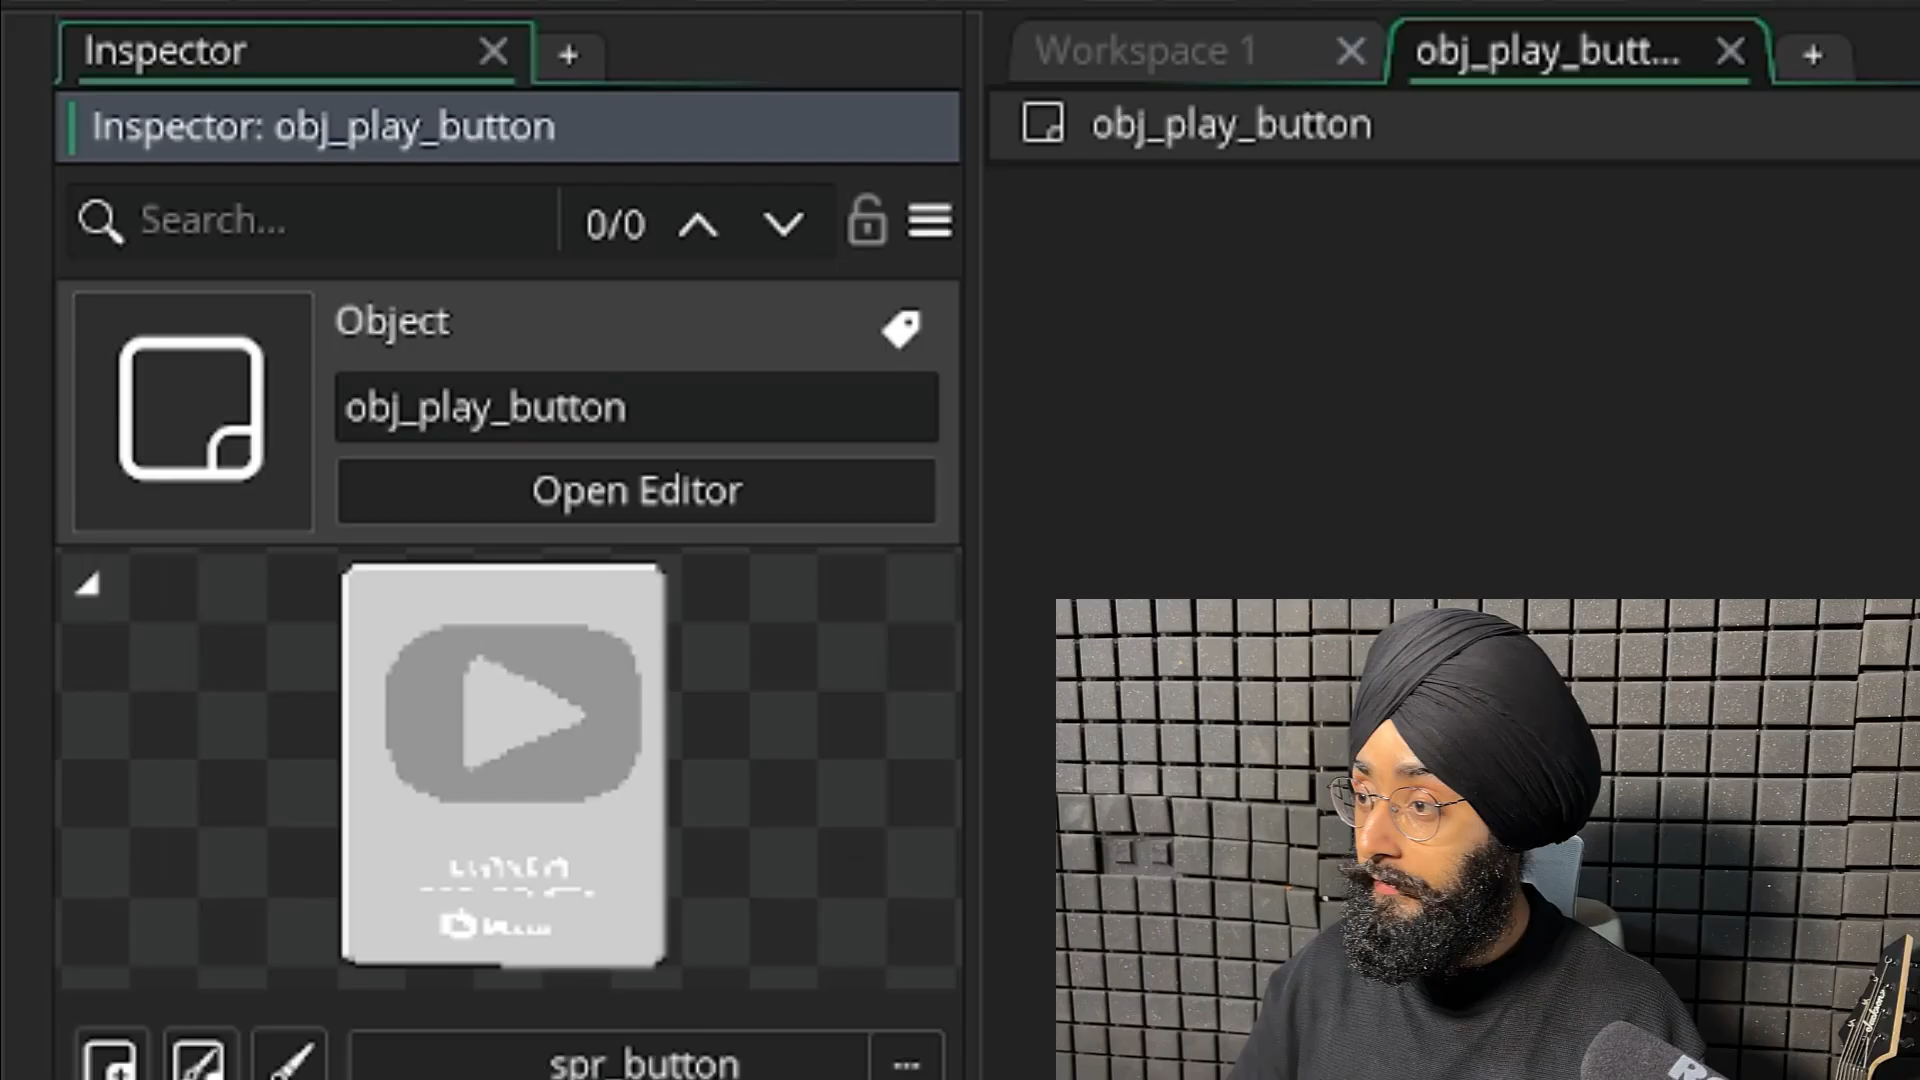 Inspector
Workspace 1
obj_play_butt...
Inspector: obj_play_button
obj_play_button
Search...
0/0
Object
obj_play_button
Open Editor
spr_button
...